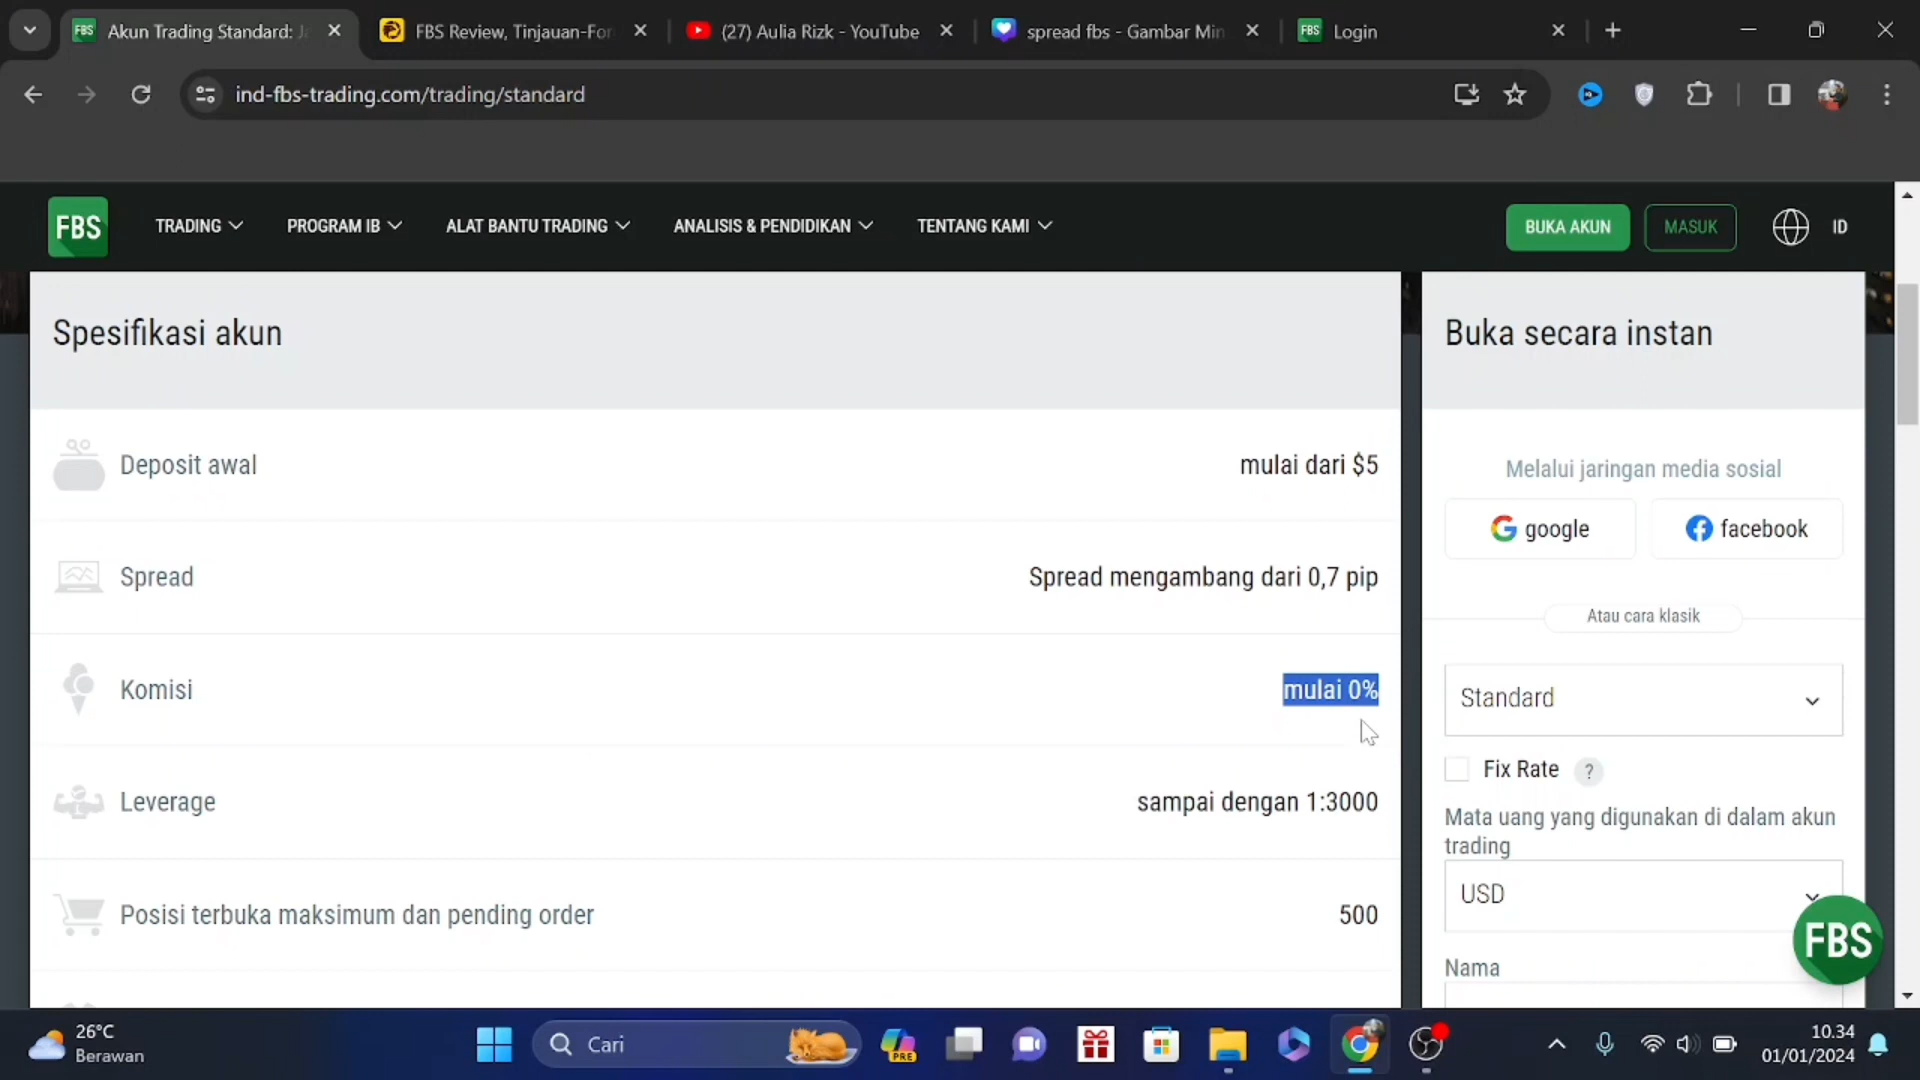 Akun Trading Standard: Ja
FBS Review, Tinjauan-For
(27) Aulia Rizk - YouTube
spread fbs - Gambar Min
FBS Login
ind-fbs-trading.com/trading/standard
FBS
TRADING
PROGRAM IB
ALAT BANTU TRADING
ANALISIS & PENDIDIKAN
TENTANG KAMI
BUKA AKUN
MASUK
ID
Spesifikasi akun
Deposit awal
mulai dari $5
Spread
Spread mengambang dari 0,7 pip
Komisi
mulai 0%
Leverage
sampai dengan 1:3000
Posisi terbuka maksimum dan pending order
500
Buka secara instan
Melalui jaringan media sosial
google
facebook
Atau cara klasik
Standard
Fix Rate ?
Mata uang yang digunakan di dalam akun
trading
USD
FBS
Nama
26°C
Berawan
Cari
PRE
10.34
01/01/2024